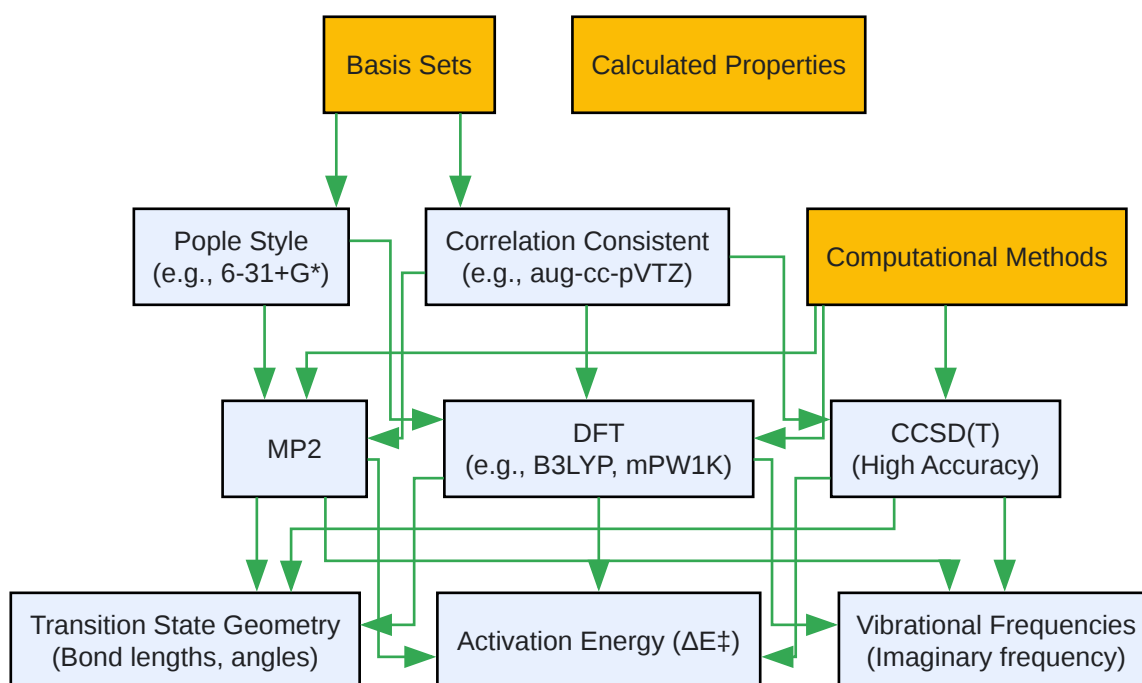 Basis Sets
Calculated Properties
Pople Style
(e.g., 6-31+G*)
Correlation Consistent
(e.g., aug-cc-pVTZ)
Computational Methods
MP2
DFT
(e.g., B3LYP, mPW1K)
CCSD(T)
(High Accuracy)
Transition State Geometry
(Bond lengths, angles)
Activation Energy (ΔE‡)
Vibrational Frequencies
(Imaginary frequency)